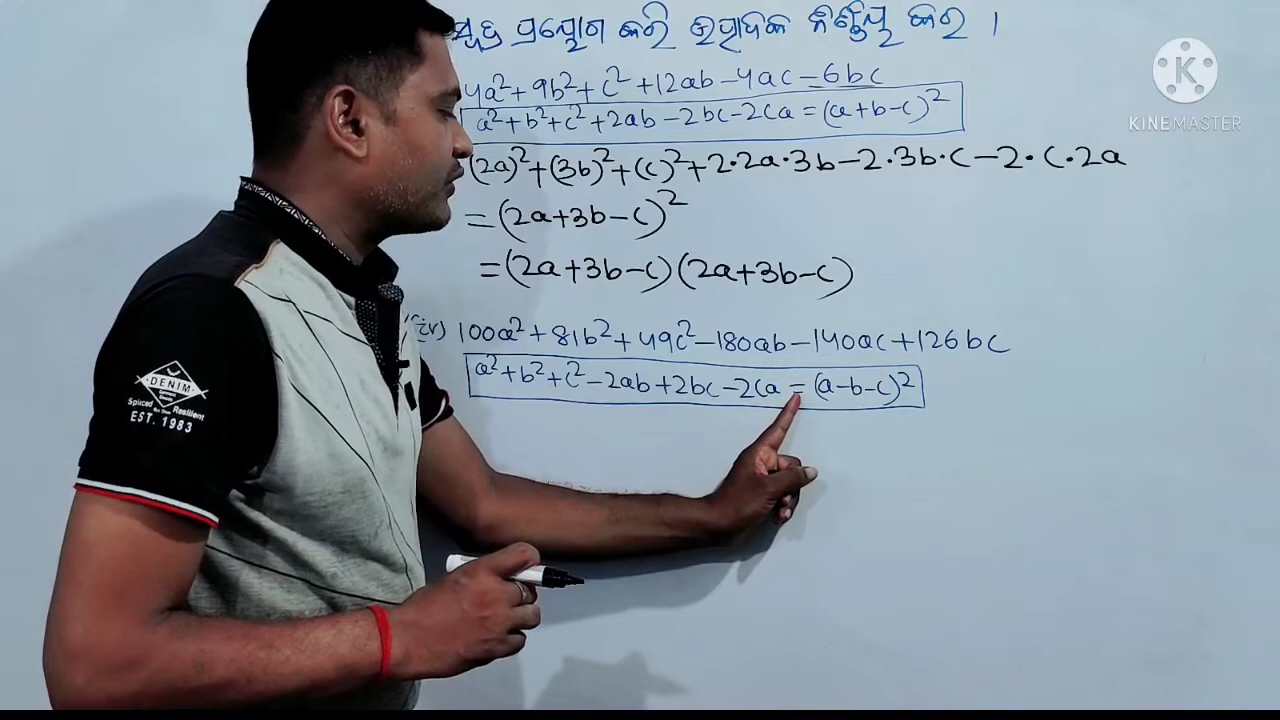 ପ୍ରୟୋଗ କରି ଉତ୍ପାଦକ ନିର୍ଣ୍ଣୟ କର ।
4a²+9b²+c²+12ab-4ac-6bc
a²+b²+c²+2ab-2bc-2ca=(a+b-c)²
(2a)²+(3b)²+(c)²+2·2a·3b-2·3b·c-2·c·2a
=(2a+3b-c)²
=(2a+3b-c)(2a+3b-c)
(iv) 100a²+81b²+49c²-180ab-140ac+126bc
a²+b²+c²-2ab+2bc-2ca=(a-b-c)²
KINEMASTER
DENIM
Spliced Resilient
EST. 1983